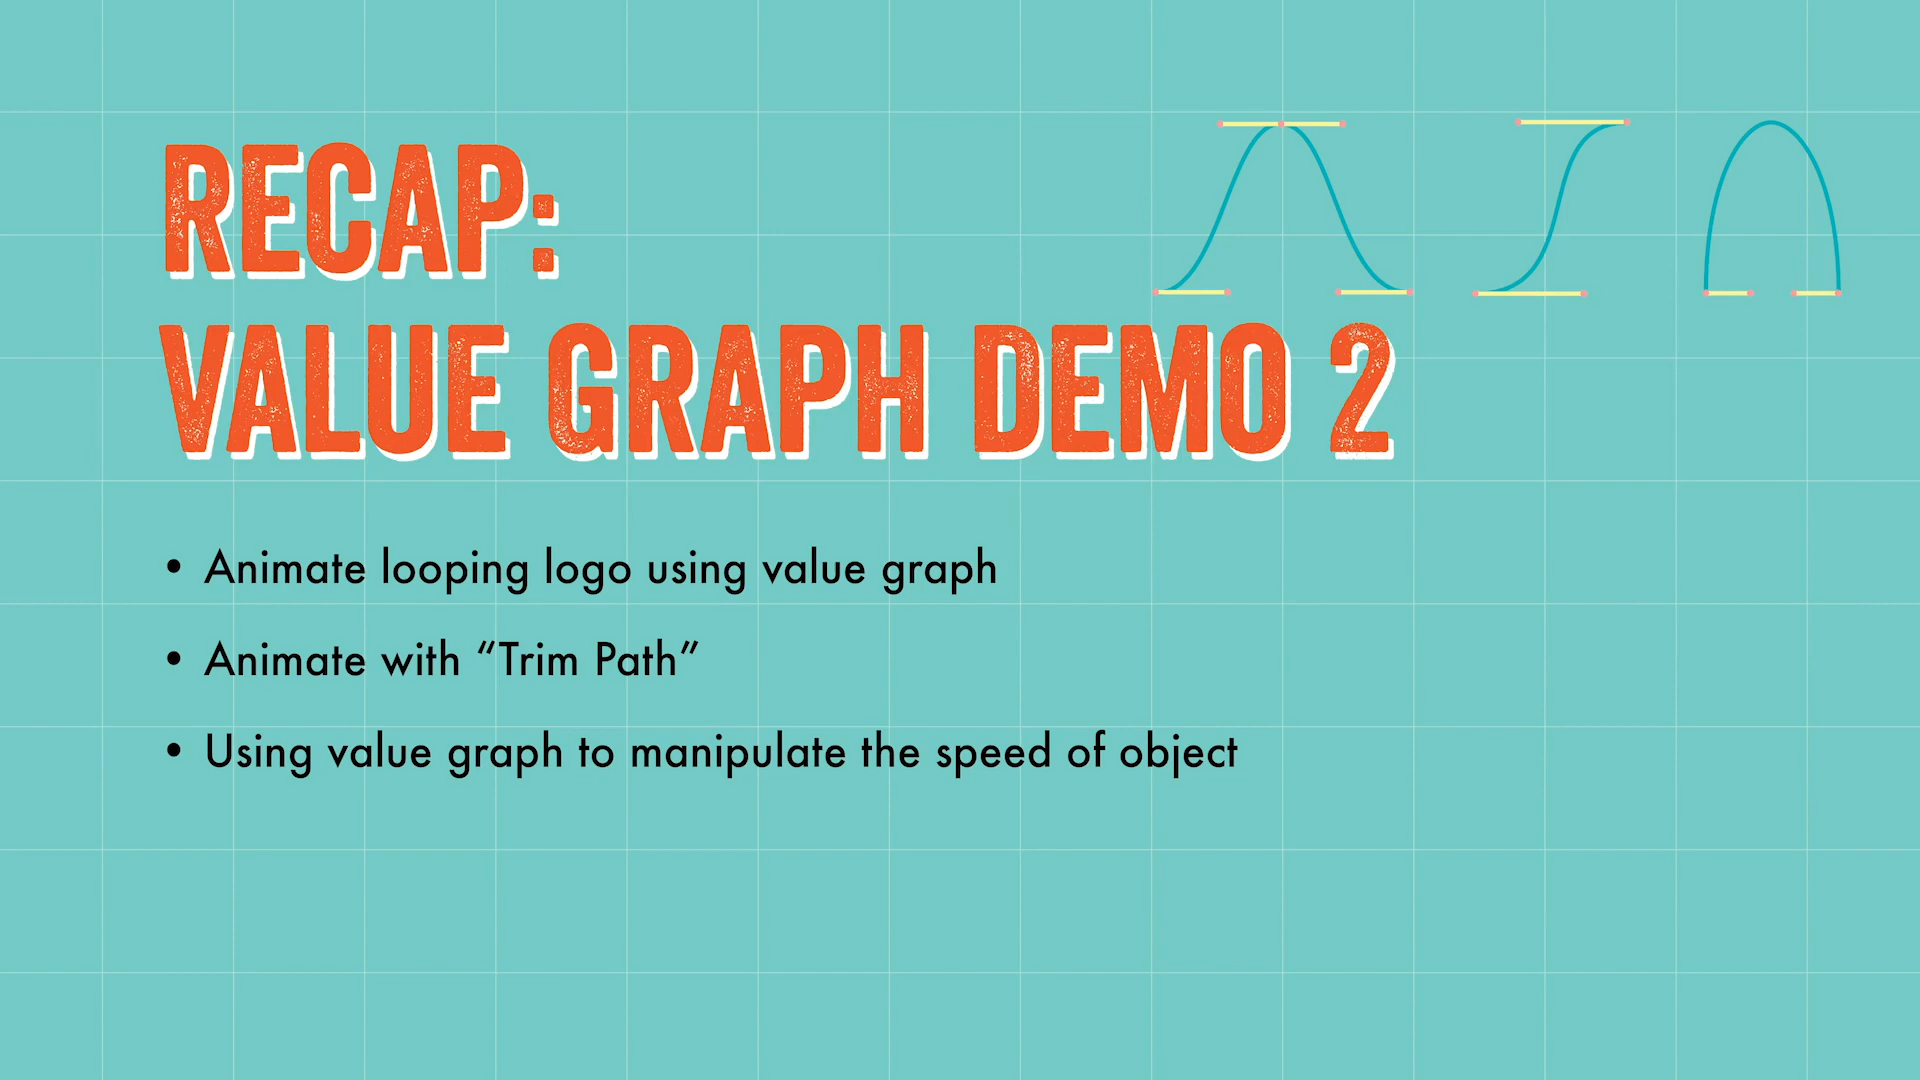 RECAP:
VALUE GRAPH DEMO 2
• Animate looping logo using value graph
• Animate with “Trim Path”
• Using value graph to manipulate the speed of object